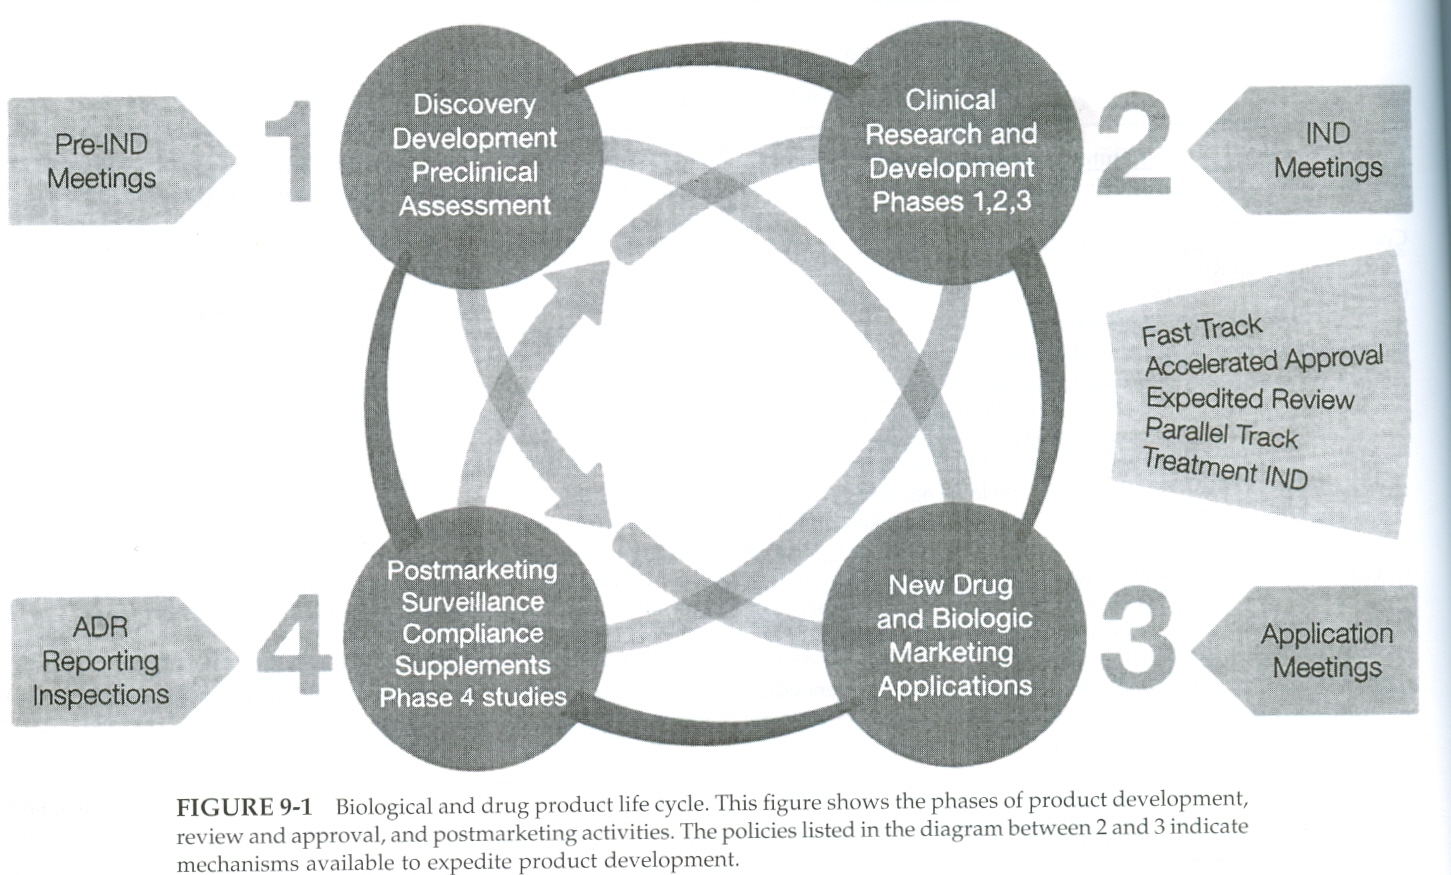 Pre-IND
Meetings
1
Discovery
Development
Preclinical
Assessment
Clinical
Research and
Development
Phases 1,2,3
2
IND
Meetings
Fast Track
Accelerated Approval
Expedited Review
Parallel Track
Treatment IND
ADR
Reporting
Inspections
4
Postmarketing
Surveillance
Compliance
Supplements
Phase 4 studies
New Drug
and Biologic
Marketing
Applications
3
Application
Meetings
FIGURE 9-1 Biological and drug product life cycle. This figure shows the phases of product development,
review and approval, and postmarketing activities. The policies listed in the diagram between 2 and 3 indicate
mechanisms available to expedite product development.